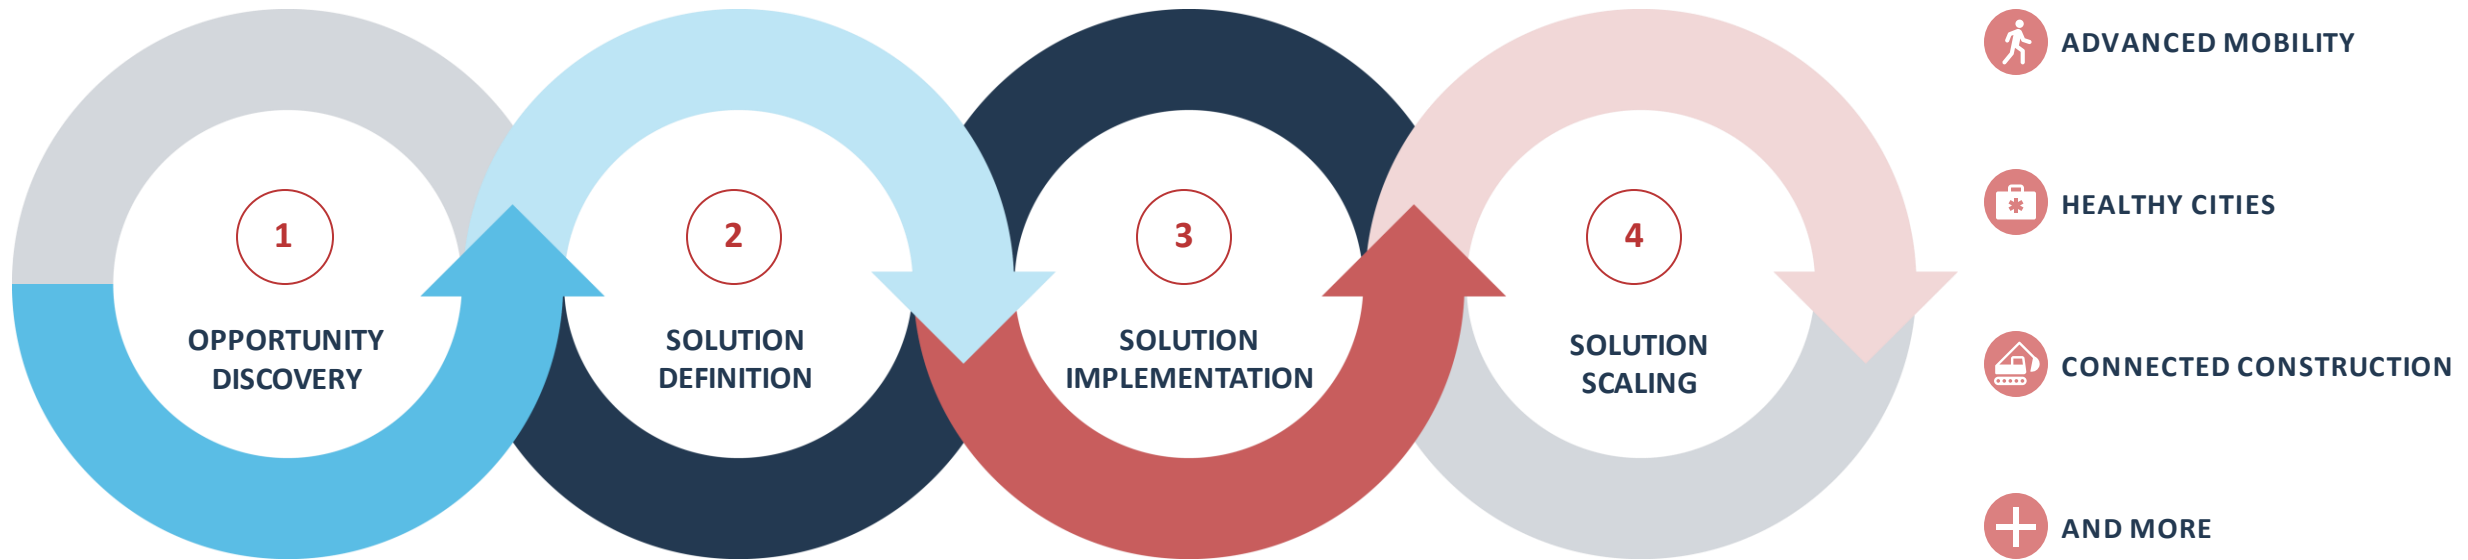 1
OPPORTUNITY
DISCOVERY
2
SOLUTION
DEFINITION
3
SOLUTION
IMPLEMENTATION
4
SOLUTION
SCALING
ADVANCED MOBILITY
HEALTHY CITIES
CONNECTED CONSTRUCTION
AND MORE